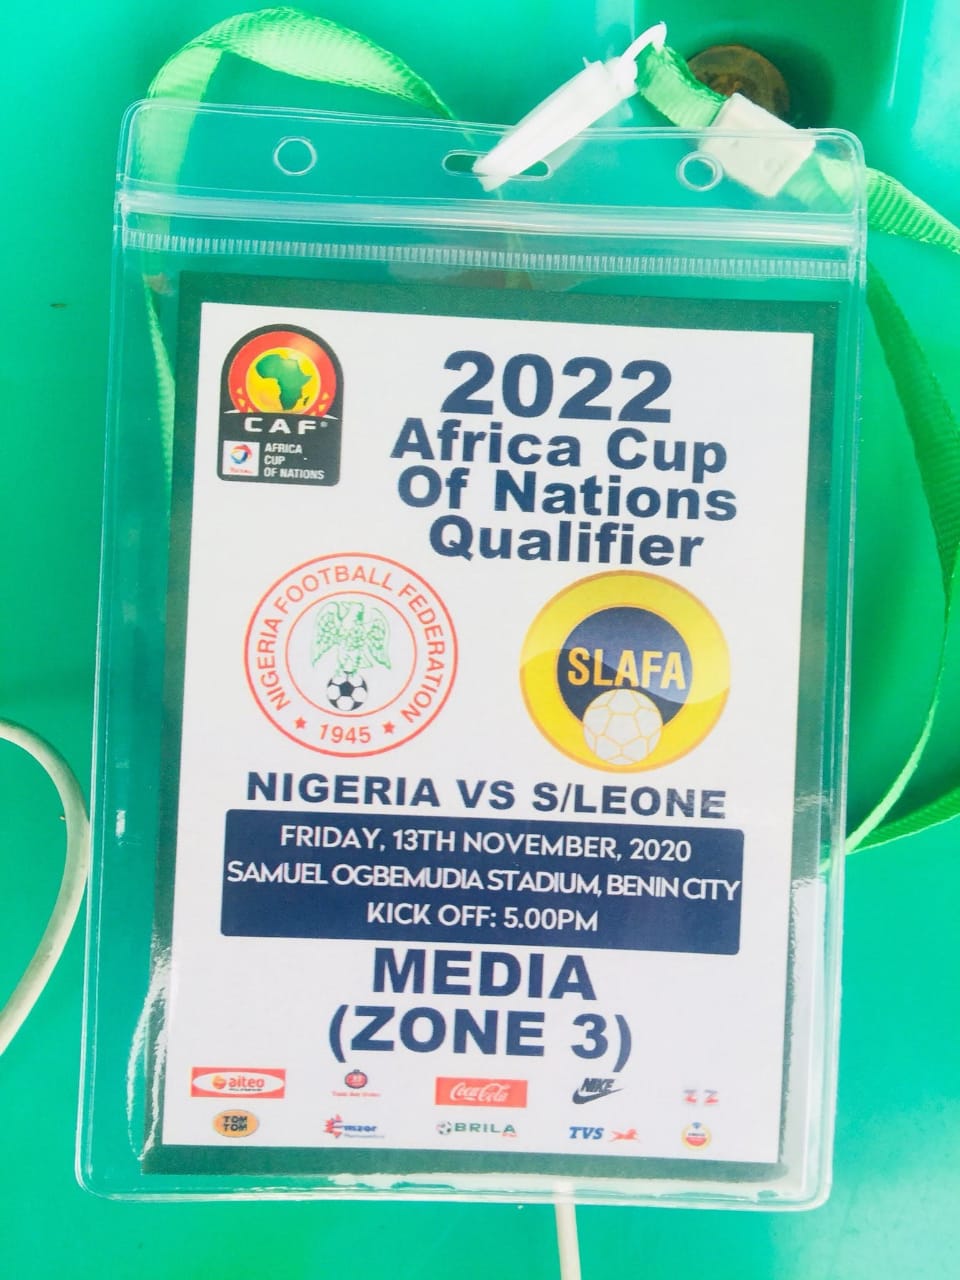 2022
Africa Cup
Of Nations
Qualifier
CAF®
TOTAL
AFRICA
CUP
OF NATIONS
NIGERIA FOOTBALL FEDERATION
1945
SLAFA
NIGERIA VS S/LEONE
FRIDAY, 13TH NOVEMBER, 2020
SAMUEL OGBEMUDIA STADIUM, BENIN CITY
KICK OFF: 5.00PM
MEDIA
(ZONE 3)
aiteo
Coca-Cola
NIKE
TOM
TOM
emzor
BRILA
TVS